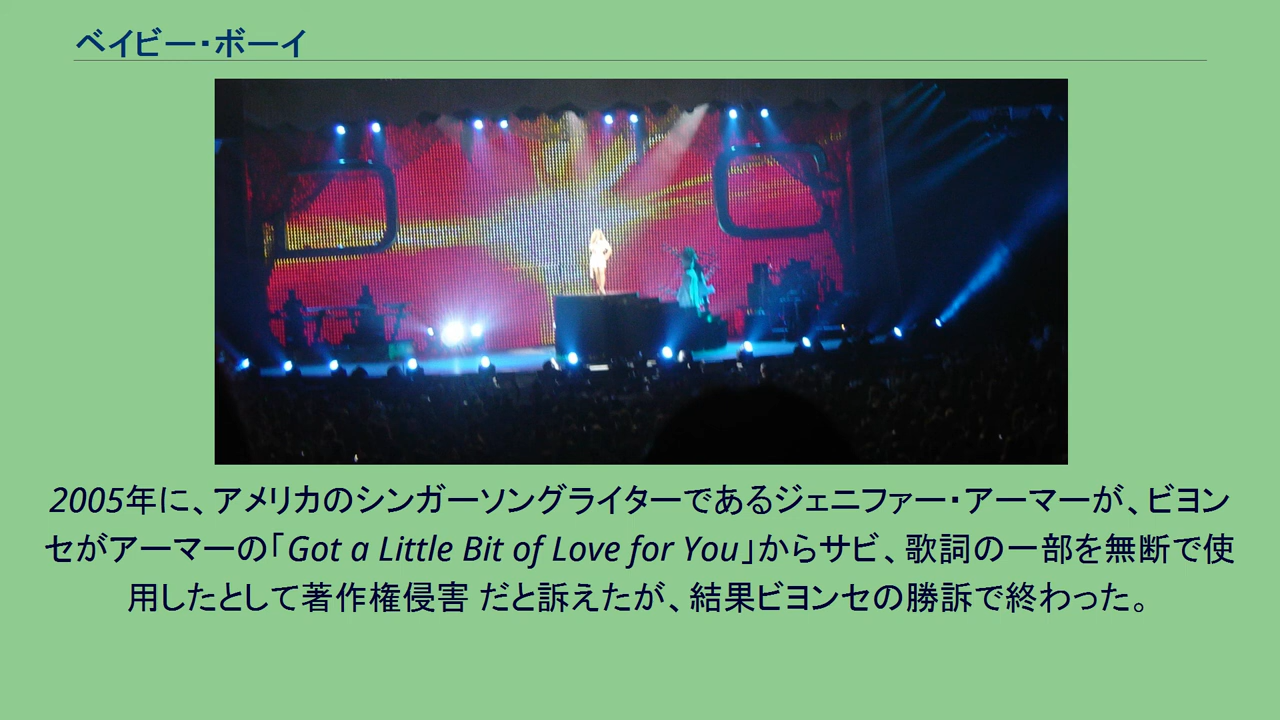 ベイビー・ボーイ
2005年に、アメリカのシンガーソングライターであるジェニファー・アーマーが、ビヨン
セがアーマーの｢Got a Little Bit of Love for You｣からサビ、歌詞の一部を無断で使
用したとして著作権侵害 だと訴えたが、結果ビヨンセの勝訴で終わった。